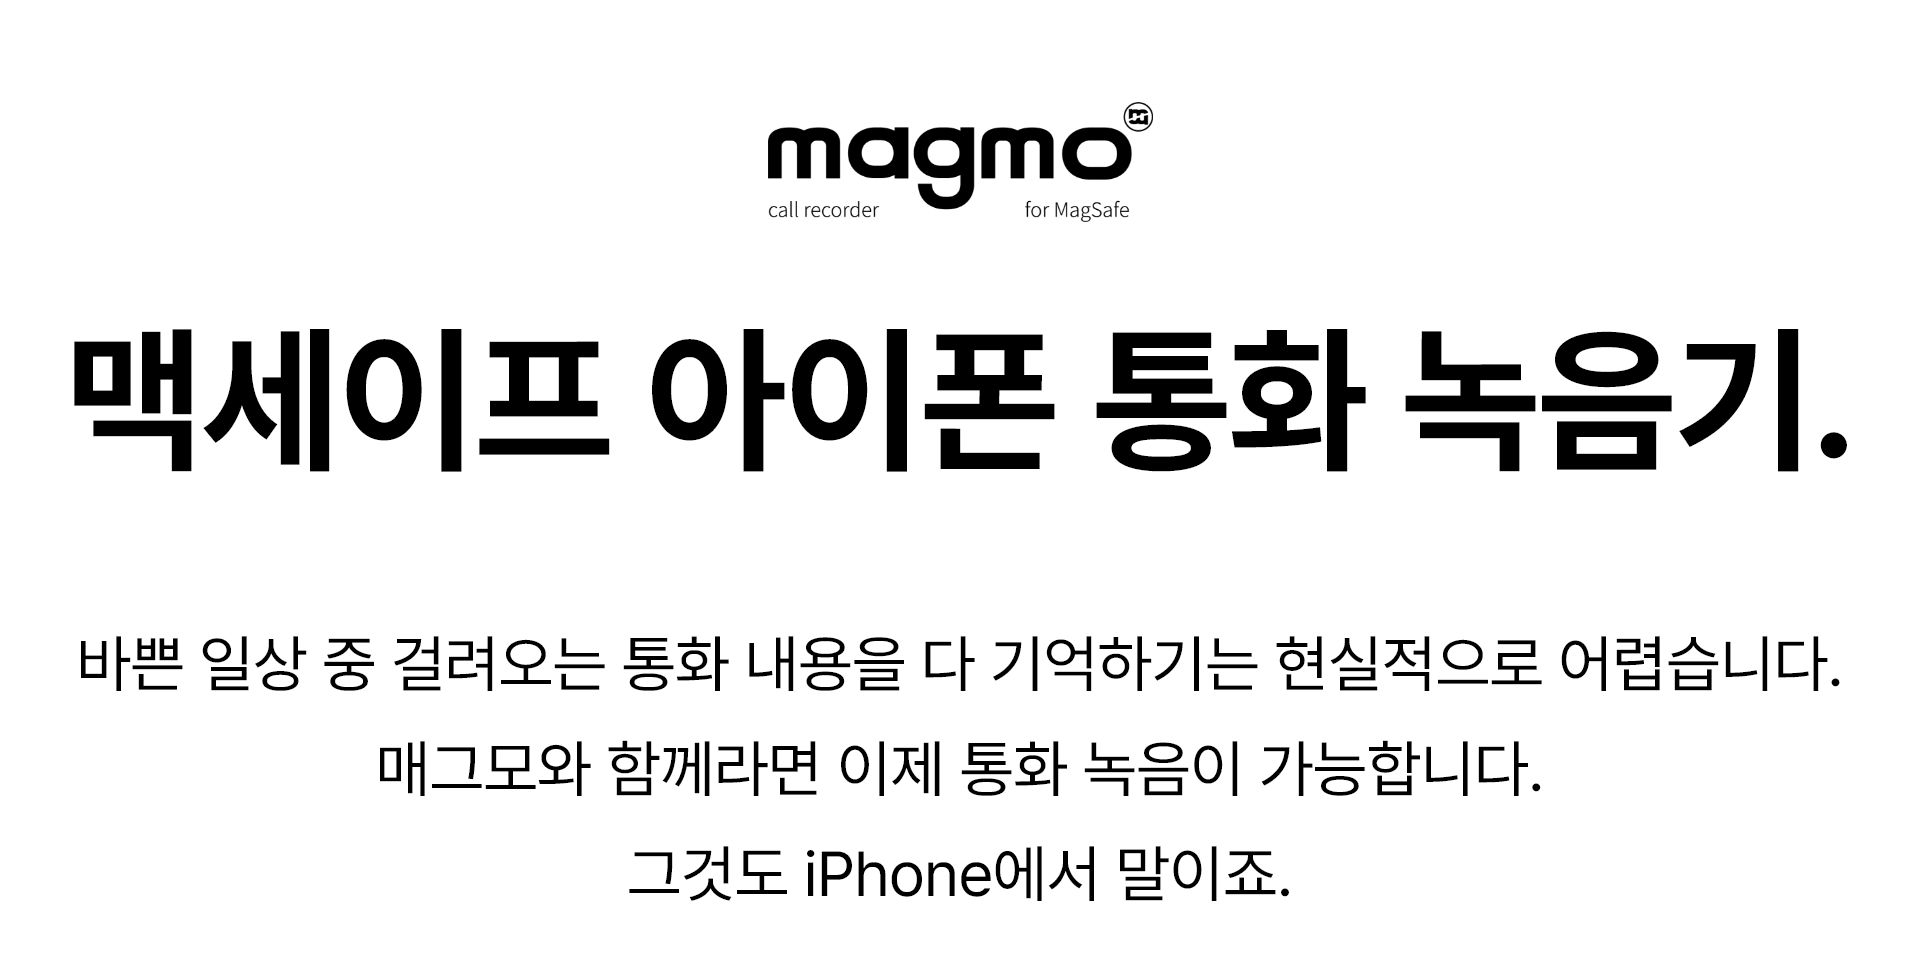 magmo
call recorder for MagSafe
맥세이프 아이폰 통화 녹음기.
바쁜 일상 중 걸려오는 통화 내용을 다 기억하기는 현실적으로 어렵습니다.
매그모와 함께라면 이제 통화 녹음이 가능합니다.
그것도 iPhone에서 말이죠.